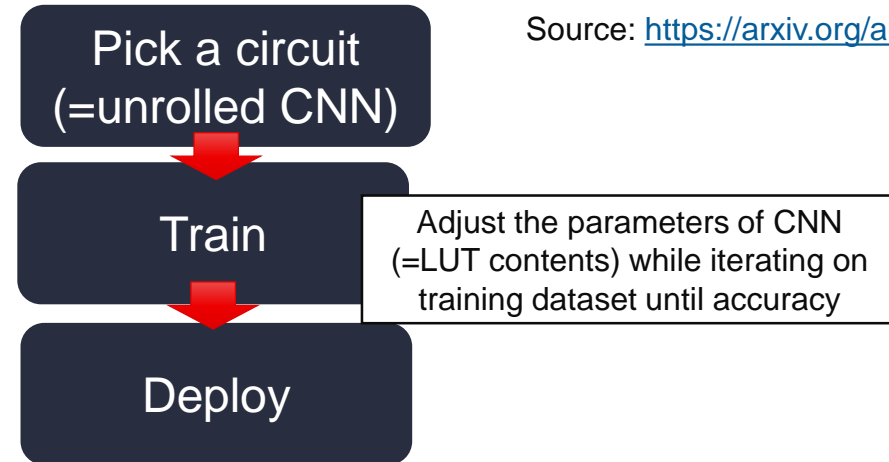 Pick a circuit
(=unrolled CNN)
Source: https://arxiv.org/a
Train
Adjust the parameters of CNN
(=LUT contents) while iterating on
training dataset until accuracy
Deploy